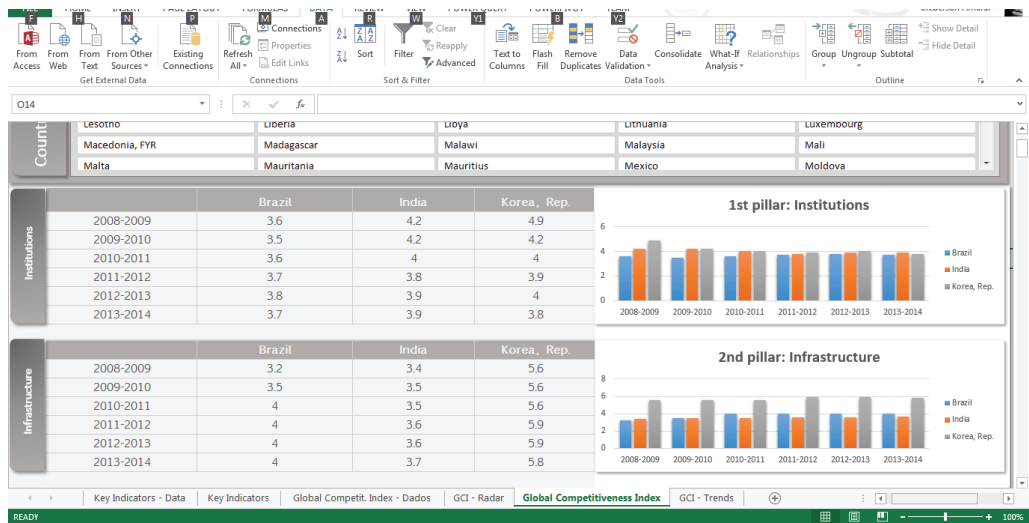 FILE HOME INSERT PAGE LAYOUT FORMULAS DATA REVIEW VIEW POWER QUERY POWERPIVOT TEAM
F H N P M A R W Y1 B Y2
From Access
From Web
From Text
From Other Sources
Existing Connections
Refresh All
Connections
Properties
Edit Links
Sort
Filter
Clear
Reapply
Advanced
Text to Columns
Flash Fill
Remove Duplicates
Data Validation
Consolidate
What-If Analysis
Relationships
Group
Ungroup
Subtotal
Show Detail
Hide Detail
Get External Data Connections Sort & Filter Data Tools Outline
O14 fx
Lesotho Liberia Libya Lithuania Luxembourg
Macedonia, FYR Madagascar Malawi Malaysia Mali
Malta Mauritania Mauritius Mexico Moldova
Institutions
Brazil India Korea, Rep.
2008-2009 3.6 4.2 4.9
2009-2010 3.5 4.2 4.2
2010-2011 3.6 4 4
2011-2012 3.7 3.8 3.9
2012-2013 3.8 3.9 4
2013-2014 3.7 3.9 3.8
1st pillar: Institutions
6
4
2
0
2008-2009 2009-2010 2010-2011 2011-2012 2012-2013 2013-2014
Brazil
India
Korea, Rep.
Infrastructure
Brazil India Korea, Rep.
2008-2009 3.2 3.4 5.6
2009-2010 3.5 3.5 5.6
2010-2011 4 3.5 5.6
2011-2012 4 3.6 5.9
2012-2013 4 3.6 5.9
2013-2014 4 3.7 5.8
2nd pillar: Infrastructure
8
6
4
2
0
2008-2009 2009-2010 2010-2011 2011-2012 2012-2013 2013-2014
Brazil
India
Korea, Rep.
Key Indicators - Data Key Indicators Global Competit. Index - Dados GCI - Radar Global Competitiveness Index GCI - Trends
READY 100%